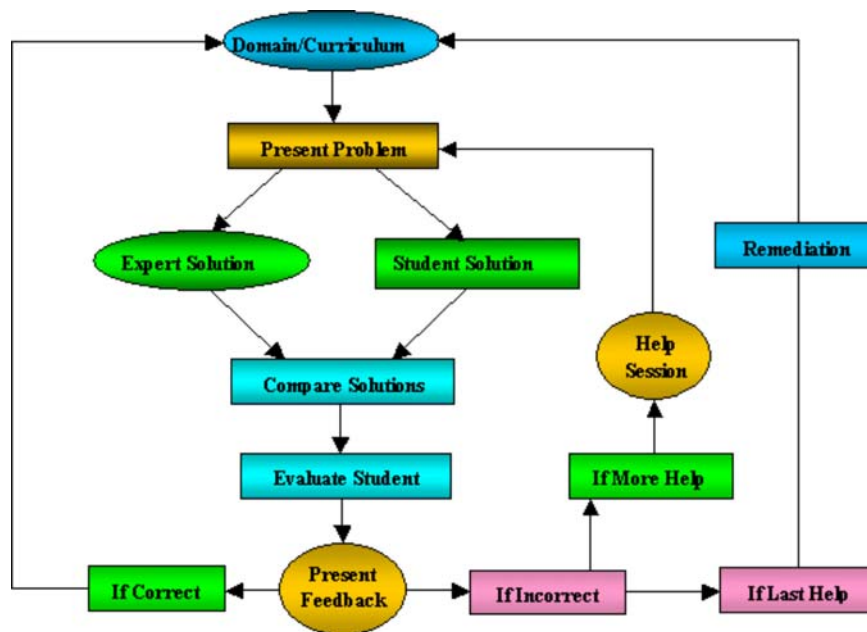 Domain/Curriculum
Present Problem
Expert Solution
Student Solution
Remediation
Help
Session
Compare Solutions
Evaluate Student
If More Help
If Correct
Present
Feedback
If Incorrect
If Last Help